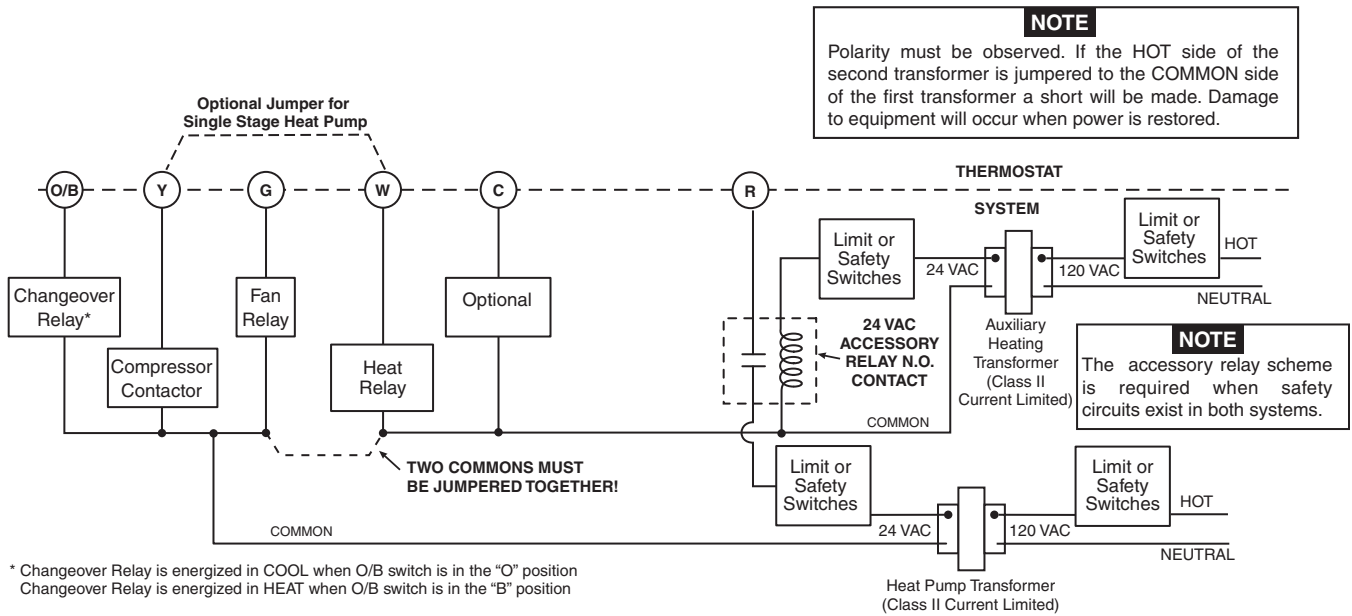 NOTE
Polarity must be observed. If the HOT side of the
second transformer is jumpered to the COMMON side
of the first transformer a short will be made. Damage
to equipment will occur when power is restored.
Optional Jumper for
Single Stage Heat Pump
O/B
Y
G
W
C
R
THERMOSTAT
SYSTEM
Changeover
Relay*
Compressor
Contactor
Fan
Relay
Heat
Relay
Optional
24 VAC
ACCESSORY
RELAY N.O.
CONTACT
Limit or
Safety
Switches
24 VAC
120 VAC
Limit or
Safety
Switches
HOT
NEUTRAL
Auxiliary
Heating
Transformer
(Class II
Current Limited)
NOTE
The accessory relay scheme
is required when safety
circuits exist in both systems.
COMMON
TWO COMMONS MUST
BE JUMPERED TOGETHER!
COMMON
Limit or
Safety
Switches
24 VAC
120 VAC
Limit or
Safety
Switches
HOT
NEUTRAL
Heat Pump Transformer
(Class II Current Limited)
* Changeover Relay is energized in COOL when O/B switch is in the “O” position
Changeover Relay is energized in HEAT when O/B switch is in the “B” position